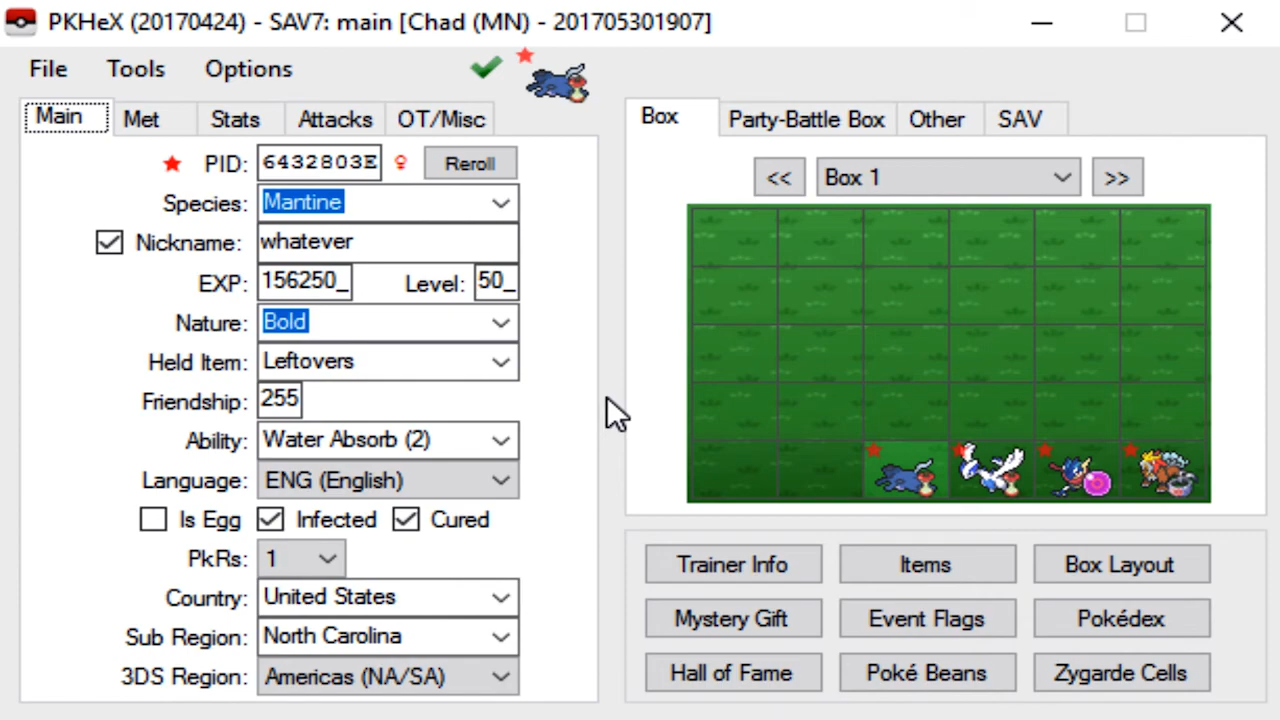 PKHeX (20170424) - SAV7: main [Chad (MN) - 201705301907]
File Tools Options
Main Met Stats Attacks OT/Misc
PID: 6432803E ♀ Reroll
Species: Mantine
Nickname: whatever
EXP: 156250_ Level: 50_
Nature: Bold
Held Item: Leftovers
Friendship: 255
Ability: Water Absorb (2)
Language: ENG (English)
Is Egg Infected Cured
PkRs: 1
Country: United States
Sub Region: North Carolina
3DS Region: Americas (NA/SA)
Box Party-Battle Box Other SAV
<< Box 1 >>
Trainer Info Items Box Layout
Mystery Gift Event Flags Pokédex
Hall of Fame Poké Beans Zygarde Cells